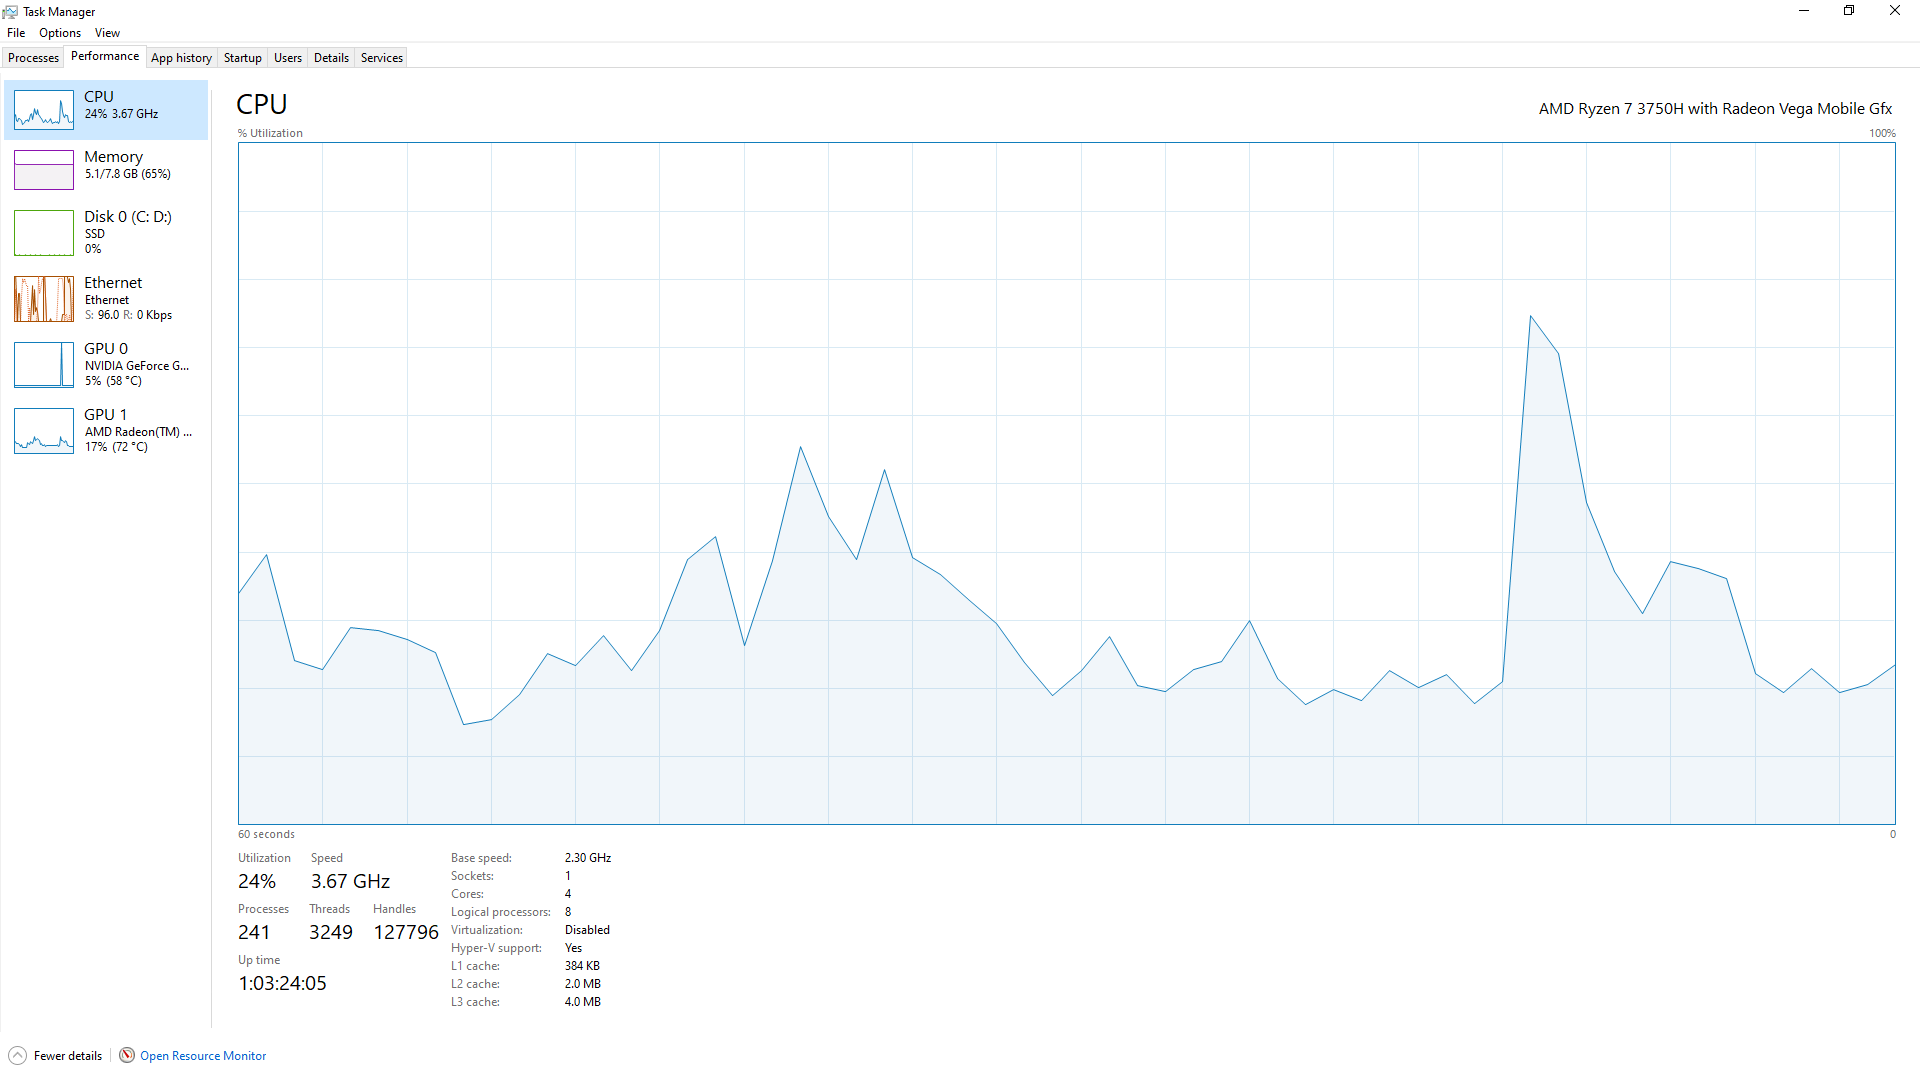 Task Manager
File Options View
Processes Performance App history Startup Users Details Services
CPU
24% 3.67 GHz
Memory
5.1/7.8 GB (65%)
Disk 0 (C: D:)
SSD
0%
Ethernet
Ethernet
S: 96.0 R: 0 Kbps
GPU 0
NVIDIA GeForce G...
5% (58 °C)
GPU 1
AMD Radeon(TM) ...
17% (72 °C)
CPU
AMD Ryzen 7 3750H with Radeon Vega Mobile Gfx
% Utilization 100%
60 seconds 0
Utilization Speed
24% 3.67 GHz
Processes Threads Handles
241 3249 127796
Up time
1:03:24:05
Base speed: 2.30 GHz
Sockets: 1
Cores: 4
Logical processors: 8
Virtualization: Disabled
Hyper-V support: Yes
L1 cache: 384 KB
L2 cache: 2.0 MB
L3 cache: 4.0 MB
Fewer details Open Resource Monitor